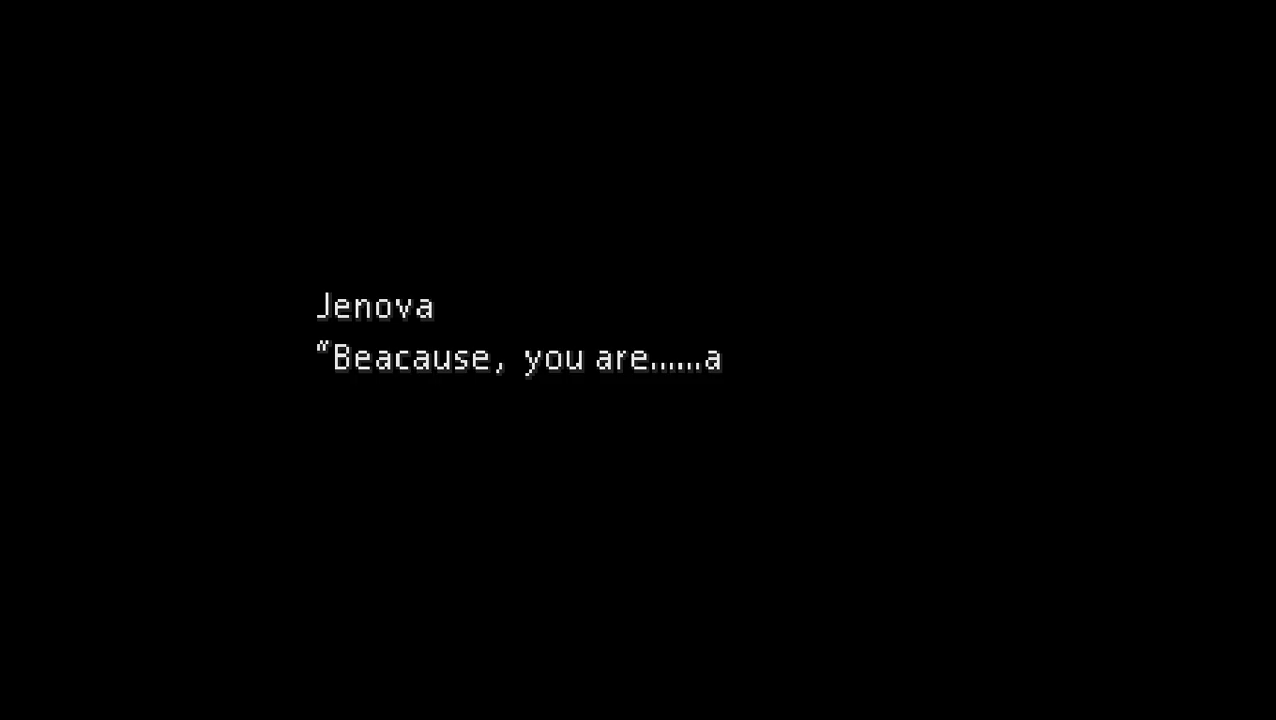 Jenova
“Beacause, you are......a